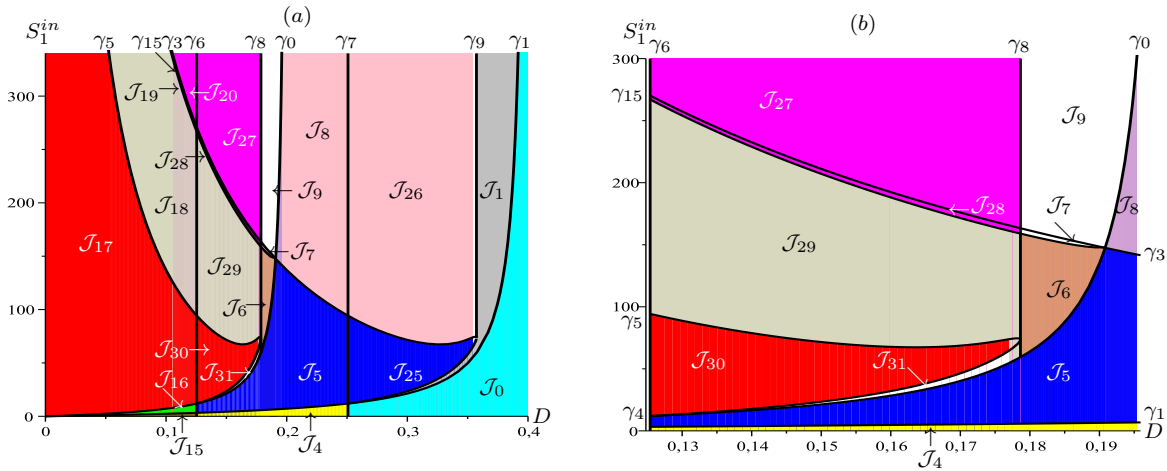 (a)
S₁ⁱⁿ γ₅ γ₁₅ γ₃ γ₆ γ₈ γ₀ γ₇ γ₉ γ₁
300
200
100
0
𝒥₁₉ 𝒥₂₀
𝒥₂₇ 𝒥₈
𝒥₂₈
𝒥₉ 𝒥₂₆ 𝒥₁
𝒥₁₈
𝒥₁₇ 𝒥₇
𝒥₂₉
𝒥₆
𝒥₃₀
𝒥₁₆ 𝒥₃₁ 𝒥₅ 𝒥₂₅ 𝒥₀
D
0 0,1 0,2 0,3 0,4
𝒥₁₅ 𝒥₄
(b)
S₁ⁱⁿ γ₆ γ₈ γ₀
300
γ₁₅
200
100
γ₅
γ₄
0
𝒥₂₇
𝒥₉
𝒥₂₈ 𝒥₇ 𝒥₈
𝒥₂₉
γ₃
𝒥₆
𝒥₃₀ 𝒥₃₁ 𝒥₅
γ₁
D
0,13 0,14 0,15 0,16 0,17 0,18 0,19
𝒥₄